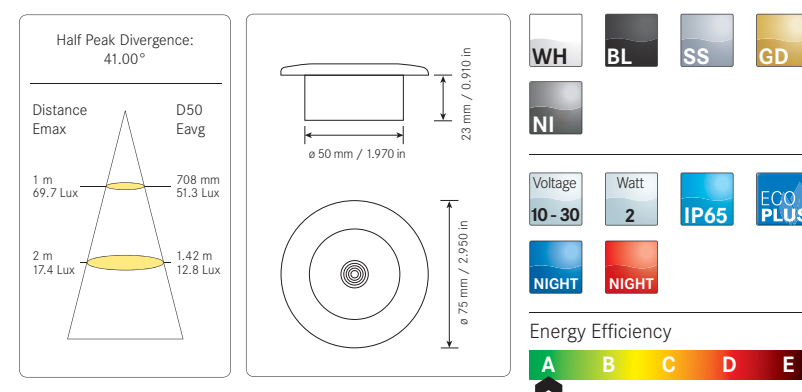 Half Peak Divergence:
41.00°
Distance
Emax
D50
Eavg
1 m
69.7 Lux
708 mm
51.3 Lux
2 m
17.4 Lux
1.42 m
12.8 Lux
23 mm / 0.910 in
ø 50 mm / 1.970 in
ø 75 mm / 2.950 in
WH
BL
SS
GD
NI
Voltage
10 - 30
Watt
2
IP65
ECO
PLUS
NIGHT
NIGHT
Energy Efficiency
A B C D E